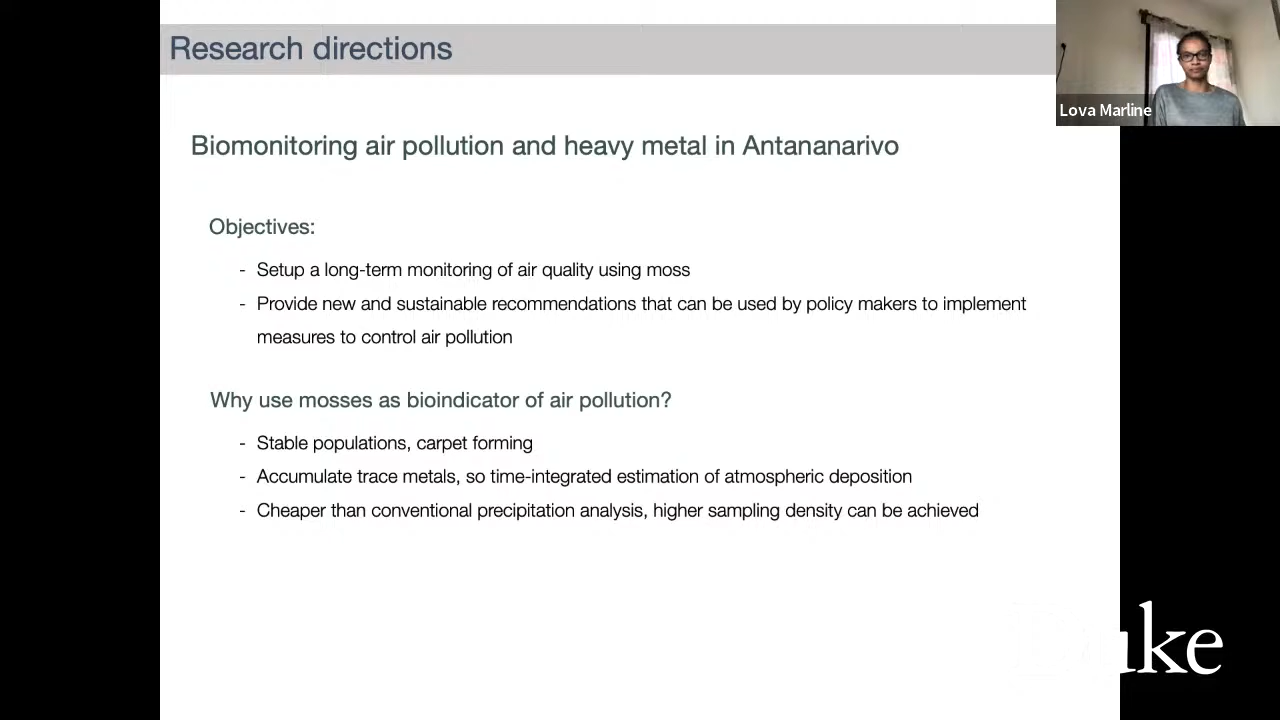 Research directions
Lova Marline
Biomonitoring air pollution and heavy metal in Antananarivo
Objectives:
- Setup a long-term monitoring of air quality using moss
- Provide new and sustainable recommendations that can be used by policy makers to implement
measures to control air pollution
Why use mosses as bioindicator of air pollution?
- Stable populations, carpet forming
- Accumulate trace metals, so time-integrated estimation of atmospheric deposition
- Cheaper than conventional precipitation analysis, higher sampling density can be achieved
Duke